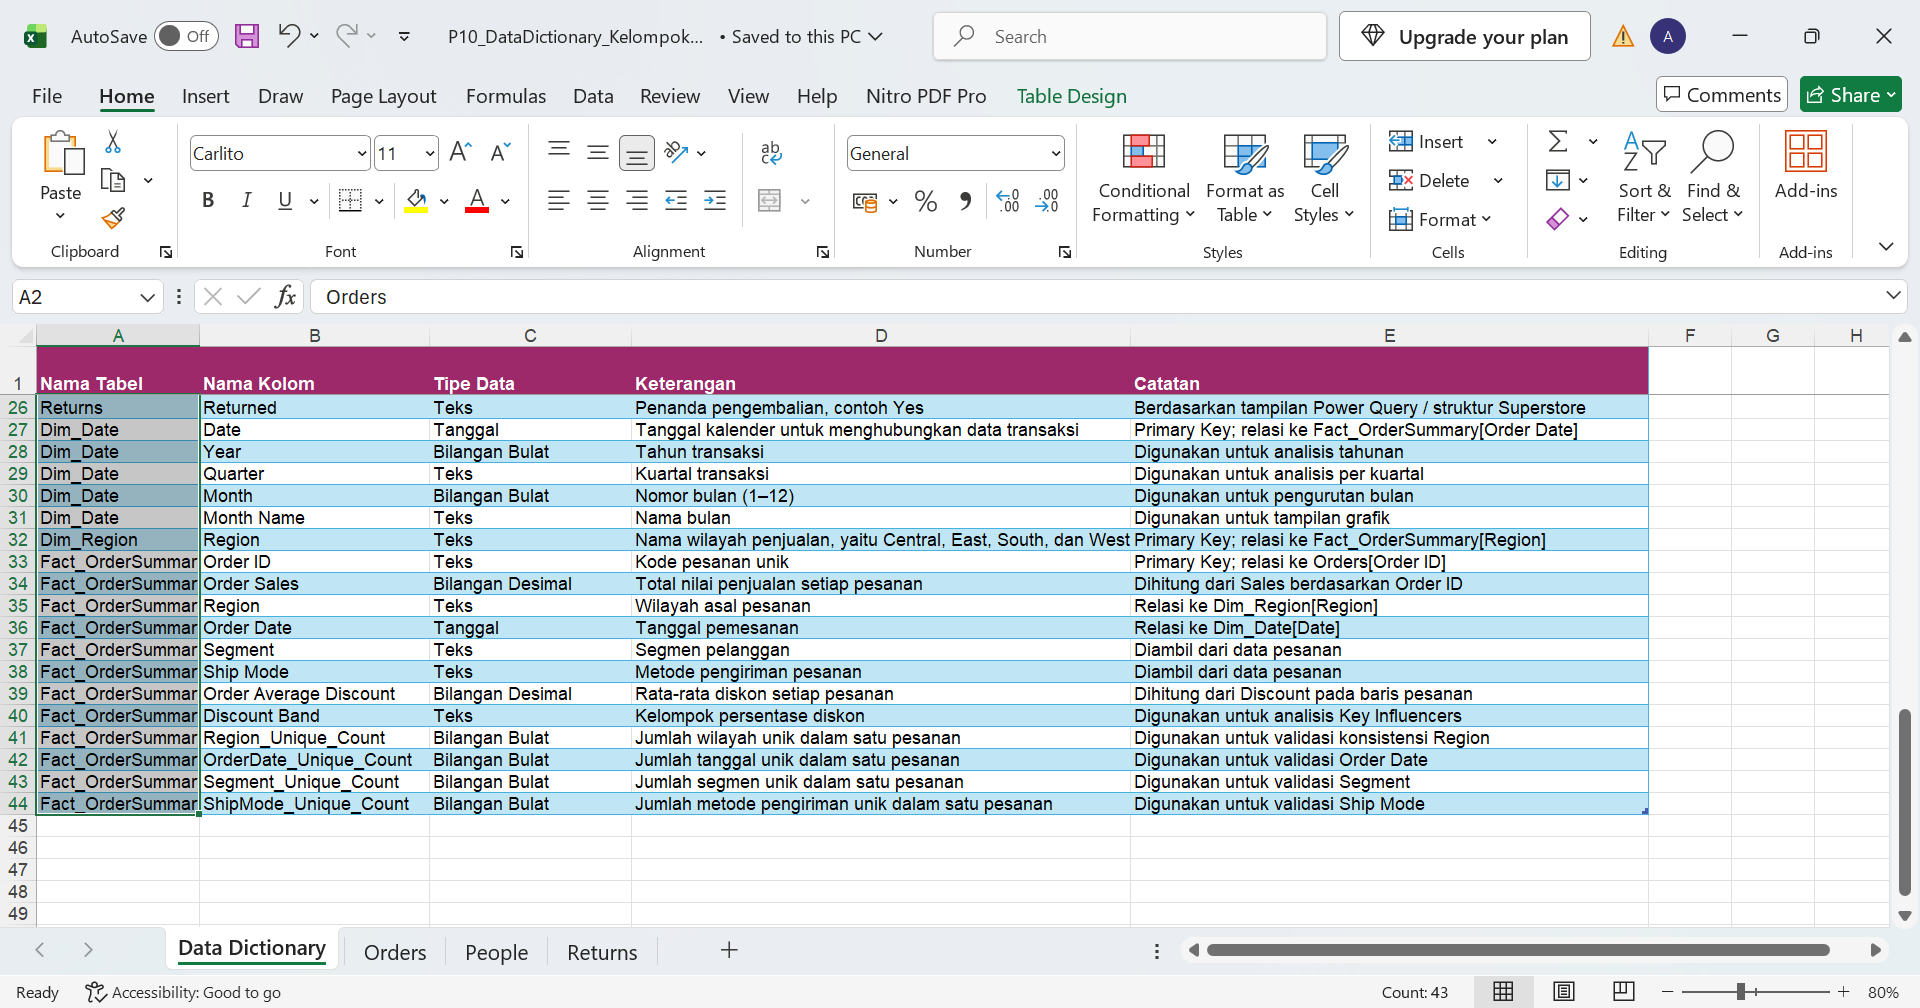 AutoSave Off P10_DataDictionary_Kelompok... • Saved to this PC Search Upgrade your plan A
File Home Insert Draw Page Layout Formulas Data Review View Help Nitro PDF Pro Table Design Comments Share
Paste Carlito 11 General Conditional Formatting Format as Table Cell Styles Insert Delete Format Sort & Filter Find & Select Add-ins
Clipboard Font Alignment Number Styles Cells Editing Add-ins
A2 fx Orders
A B C D E F G H
1 Nama Tabel Nama Kolom Tipe Data Keterangan Catatan
26 Returns Returned Teks Penanda pengembalian, contoh Yes Berdasarkan tampilan Power Query / struktur Superstore
27 Dim_Date Date Tanggal Tanggal kalender untuk menghubungkan data transaksi Primary Key; relasi ke Fact_OrderSummary[Order Date]
28 Dim_Date Year Bilangan Bulat Tahun transaksi Digunakan untuk analisis tahunan
29 Dim_Date Quarter Teks Kuartal transaksi Digunakan untuk analisis per kuartal
30 Dim_Date Month Bilangan Bulat Nomor bulan (1–12) Digunakan untuk pengurutan bulan
31 Dim_Date Month Name Teks Nama bulan Digunakan untuk tampilan grafik
32 Dim_Region Region Teks Nama wilayah penjualan, yaitu Central, East, South, dan West Primary Key; relasi ke Fact_OrderSummary[Region]
33 Fact_OrderSummar Order ID Teks Kode pesanan unik Primary Key; relasi ke Orders[Order ID]
34 Fact_OrderSummar Order Sales Bilangan Desimal Total nilai penjualan setiap pesanan Dihitung dari Sales berdasarkan Order ID
35 Fact_OrderSummar Region Teks Wilayah asal pesanan Relasi ke Dim_Region[Region]
36 Fact_OrderSummar Order Date Tanggal Tanggal pemesanan Relasi ke Dim_Date[Date]
37 Fact_OrderSummar Segment Teks Segmen pelanggan Diambil dari data pesanan
38 Fact_OrderSummar Ship Mode Teks Metode pengiriman pesanan Diambil dari data pesanan
39 Fact_OrderSummar Order Average Discount Bilangan Desimal Rata-rata diskon setiap pesanan Dihitung dari Discount pada baris pesanan
40 Fact_OrderSummar Discount Band Teks Kelompok persentase diskon Digunakan untuk analisis Key Influencers
41 Fact_OrderSummar Region_Unique_Count Bilangan Bulat Jumlah wilayah unik dalam satu pesanan Digunakan untuk validasi konsistensi Region
42 Fact_OrderSummar OrderDate_Unique_Count Bilangan Bulat Jumlah tanggal unik dalam satu pesanan Digunakan untuk validasi Order Date
43 Fact_OrderSummar Segment_Unique_Count Bilangan Bulat Jumlah segmen unik dalam satu pesanan Digunakan untuk validasi Segment
44 Fact_OrderSummar ShipMode_Unique_Count Bilangan Bulat Jumlah metode pengiriman unik dalam satu pesanan Digunakan untuk validasi Ship Mode
45
46
47
48
49
Data Dictionary Orders People Returns
Ready Accessibility: Good to go Count: 43 80%